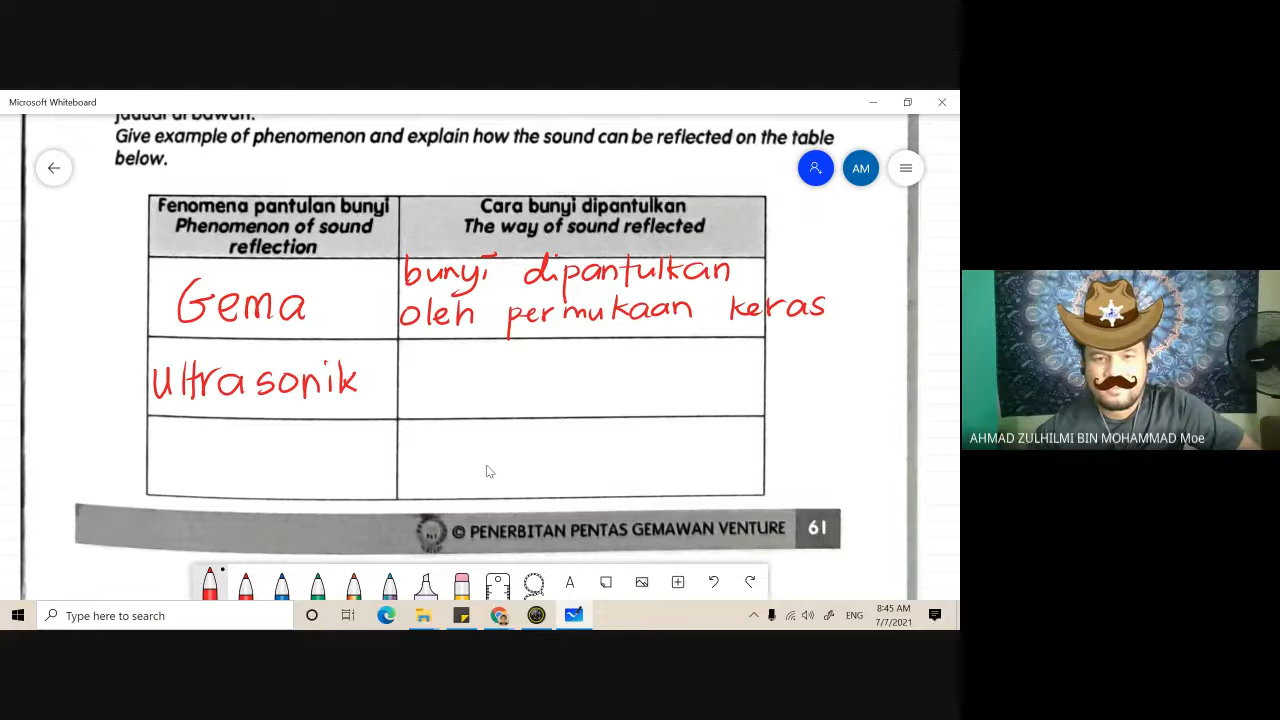 Microsoft Whiteboard
jadual di bawah.
Give example of phenomenon and explain how the sound can be reflected on the table
below.
AM
Fenomena pantulan bunyi
Phenomenon of sound
reflection
Cara bunyi dipantulkan
The way of sound reflected
Gema
bunyi dipantulkan
oleh permukaan keras
Ultrasonik
© PENERBITAN PENTAS GEMAWAN VENTURE 61
A
Type here to search
ENG
8:45 AM
7/7/2021
AHMAD ZULHILMI BIN MOHAMMAD Moe